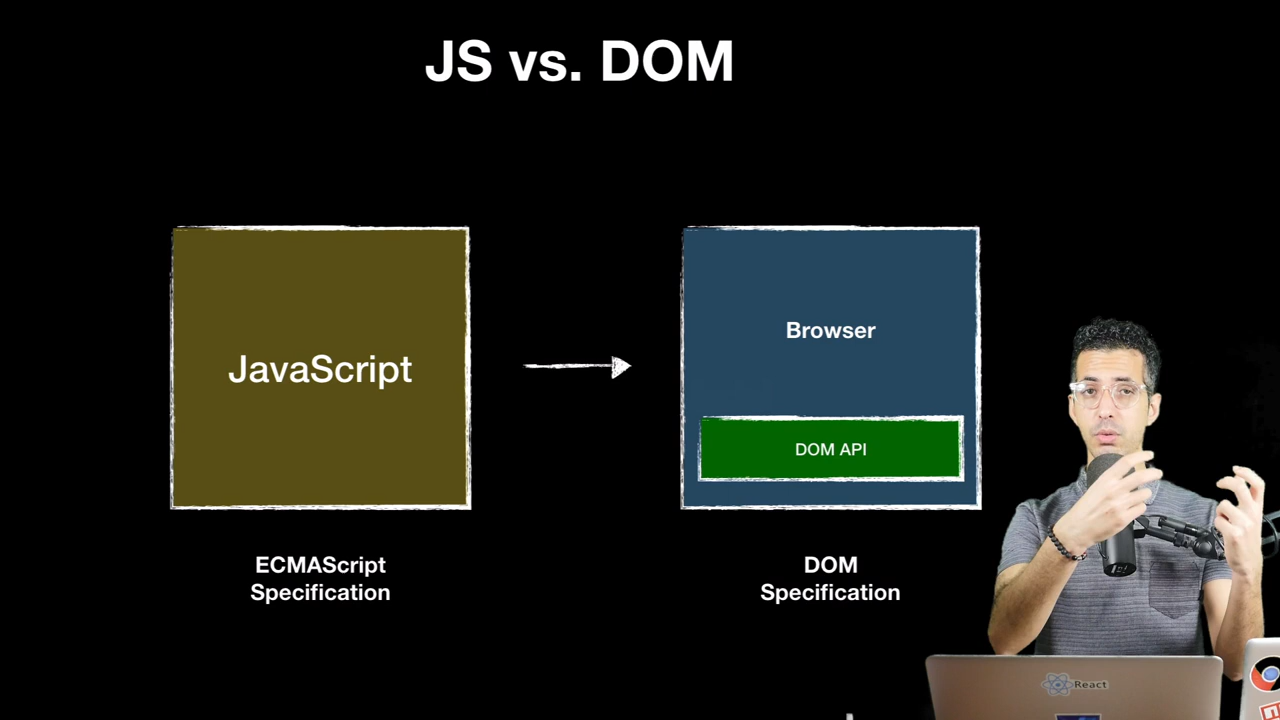 JS vs. DOM
JavaScript
Browser
DOM API
ECMAScript
Specification
DOM
Specification
React